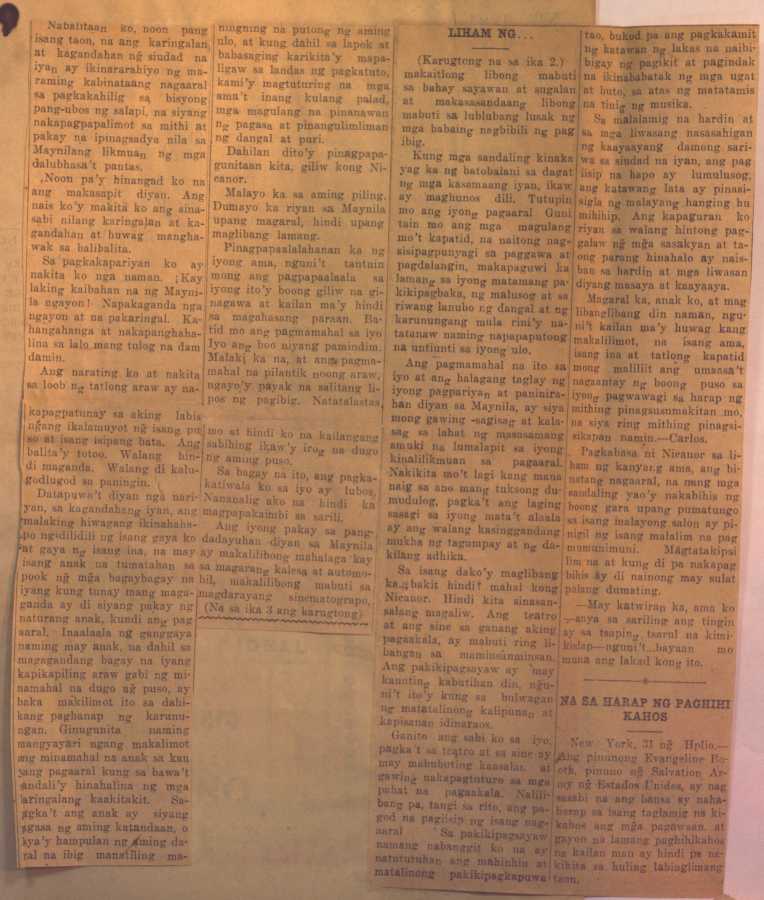 Nabalitaan ko, noon pang
isang taon, na ang karingalan
at kagandahan ng siudad na
iyan ay ikinararahiyo ng ma-
raming kabinataang nagaaral
sa pagkakahilig sa bisyong
pang-ubos ng salapi, na siyang
nakapagpapalimot sa mithi at
pakay na ipinagsadya nila sa
Maynilang likmuan ng mga
dalubhasa't pantas.
Noon pa'y hinangad ko na
ang makasapit diyan. Ang
nais ko'y makita ko ang sina-
sabi nilang karingalan at ka-
gandahan at huwag mangha-
wak sa balibalita.
Sa pagkakapariyan ko ay
nakita ko nga naman. ¡Kay
laking kaibahan na ng Mayni-
la ngayon! Napakaganda nga
ngayon at na pakaringal. Ka-
hangahanga at nakapanghaha-
lina sa lalo mang tulog na dam
damin.
Ang narating ko at nakita
sa loob ng tatlong araw ay na-
kapagpatunay sa aking labis
ngang ikalamuyot ng isang pu
so at isang isipang bata. Ang
balita'y totoo. Walang hin-
di maganda. Walang di kalu-
godlugod sa paningin.
Datapuwa't diyan nga nari-
yan, sa kagandahang iyan, ang
malaking hiwagang ikinahaha-
po ng dilidili ng isang gaya ko
at gaya ng isang ina, na may
isang anak na tumatahan sa
pook ng mga bagaybagay na
iyang kung tunay mang maga-
ganda ay di siyang pakay ng
naturang anak, kundi ang pag
aaral. Inaalaala ng ganggaya
naming may anak, na dahil sa
magagandang bagay na iyang
kapikapiling araw gabi ng mi-
namahal na dugo ng puso, ay
baka makilimot ito sa dahi-
kang paghanap ng karunu-
ngan. Ginugunita naming
mangyayari ngang makalimot
ang minamahal na anak sa kan
yang pagaaral kung sa bawa't
sandali'y hinahalina ng mga
karingalang kaakitakit. Sa-
pagka't ang anak ay siyang
pagasa ng aming katandaan, o
kya'y hampulan ng aming da-
ral na ibig manatiling ma-
ningning na putong ng aming
ulo, at kung dahil sa lapok at
babasaging karikita'y mapa-
ligaw sa landas ng pagkatuto,
kami'y magtuturing na mga
ama't inang kulang palad,
mga magulang na pinanawan
ng pagasa at pinangulimliman
ng dangal at puri.
Dahilan dito'y pinagpapa-
gunitaan kita, giliw kong Ni-
canor.
Malayo ka sa aming piling.
Dumayo ka riyan sa Maynila
upang magaral, hindi upang
maglibang lamang.
Pinagpapaalalahanan ka ng
iyong ama, nguni't tantuin
mong ang pagpapaalaala sa
iyong ito'y boong giliw na gi-
nagawa at kailan ma'y hindi
sa magahasang paraan. Ba-
tid mo ang pagmamahal sa iyo
Iyo ang boo niyang pamimdim.
Malaki ka na, at ang pagma-
mahal na pilantik noong araw,
ngayo'y payak na salitang li-
pos ng pagibig. Natatalastas
mo at hindi ko na kailangang
sabihing ikaw'y irog na dugo
ng aming puso.
Sa bagay na ito, ang pagka-
katiwala ko sa iyo ay lubos.
Nananalig ako na hindi ka
magpapakaimbi sa sarili.
Ang iyong pakay sa pang-
dadayuhan diyan sa Maynila
ay makalilibong mahalaga kay
sa magarang kalesa at automo-
bil, makalilibong mabuti sa
magdarayang sinematograpo,
(Na sa ika 3 ang karugtong)
LIHAM NG...
(Karugtong na sa ika 2.)
makaitlong libong mabuti
sa bahay sayawan at sugalan
at makasasandaang libong
mabuti sa lublubang lusak ng
mga babaing nagbibili ng pag
ibig.
Kung mga sandaling kinaka
yag ka ng batobalani sa dagat
ng mga kasamaang iyan, ikaw
ay maghunos dili. Tutupin
mo ang iyong pagaaral Guni
tain mo ang mga magulang
mo't kapatid, na naitong nag-
sisipagpunyagi sa paggawa at
pagdalangin, makapaguwi ka
lamang sa iyong matamang pa-
kikipagbaka, ng malusog at sa
riwang lanubo ng dangal at ng
karunungang mula rini'y na-
tatanaw naming napapaputong
na untiunti sa iyong ulo.
Ang pagmamahal na ito sa
iyo at ang halagang taglay ng
iyong pagpariyan at paninira-
han diyan sa Maynila, ay siya
mong gawing -sagisag at kala-
sag sa lahat ng masasamang
amuki na lumalapit sa iyong
kinalilikmuan sa pagaaral.
Nakikita mo't lagi kang mana
naig sa ano mang tuksong du-
mudulog, pagka't ang laging
sasagi sa iyong mata't alaala
ay ang walang kasinggandang
mukha ng tagumpay at ng da-
kilang adhika.
Sa isang dako'y maglibang
ka, ¿bakit hindi? mahal kong
Nicanor. Hindi kita sinasan-
salang magaliw. Ang teatro
at ang sine sa ganang aking
pagaakala, ay mabuti ring li-
bangan sa maminsanminsan.
Ang pakikipagsayaw ay may
kaunting kabutihan din, ngu-
ni't ito'y kung sa bulwagan
ng matatalinong kalipunan at
kapisanan idinaraos.
Ganito ang sabi ko sa iyo,
pagka't sa teatro at sa sine ay
may mabubuting kaasalan at
gawing nakapagtuturo sa mga
puhat na pagaakala. Nalili-
bang pa, tangi sa rito, ang pa-
god na pagiisip ng isang nag-
aaral Sa pakikipagsayaw
namang nabanggit ko na ay
natututuhan ang mahinhin at
matalinong pakikipagkapuwa
tao, bukod pa ang pagkakamit
ng katawan ng lakas na naibi-
bigay ng pagikit at pagindak
na ikinababatak ng mga ugat
at buto, sa atas ng matatamis
na tinig ng musika.
Sa malalamig na hardin at
sa mga liwasang nasasahigan
ng kaayaayang damong sari-
wa sa siudad na iyan, ang pag
iisip na hapo ay lumulusog,
ang katawang lata ay pinasi-
sigla ng malayang hanging hu
mihihip. Ang kapaguran ko
riyan sa walang hintong pag-
galaw ng mga sasakyan at ta-
ong parang hinahalo ay nais-
ban sa hardin at mga liwasan
diyang masaya at kaayaaya.
Magaral ka, anak ko, at mag
libanglibang din naman, ngu-
ni't kailan ma'y huwag kang
makalilimot, na isang ama,
isang ina at tatlong kapatid
mong maliliit ang umaasa't
nagaantay ng boong puso sa
iyong pagwawagi sa harap ng
mithing pinagsusumakitan mo,
na siya ring mithing pinagsi-
sikapan namin.—Carlos.
Pagkabasa ni Nicanor sa li-
ham ng kanyang ama, ang bi-
natang nagaaral, na nang mga
sandaling yao'y nakabihis ng
boong gara upang pumatungo
sa isang malayong salon ay pi-
nigil ng isang malalim na pag
mumunimuni. Magtatakipsi
lim na at kung di pa nakapag
bihis ay di nainong may sulat
palang dumating.
—May katwiran ka, ama ko
—anya sa sariling ang tingin
ay sa tsaping, tsarul na kimi-
kislap—nguni't...bayaan mo
muna ang lakad kong ito.
NA SA HARAP NG PAGHIHI
KAHOS
New York, 31 ng Hplio.—
Ang pinunong Evangeline Bo-
oth, pinuno ng Salvation Ar-
my ng Estados Unidos, ay nag
sasabi na ang bansa ay naha-
harap sa isang taglamig na ki-
kahos ang mga pagawaan, at
gayon na lamang paghihikahos
na kailan man ay hindi pa na-
kikita sa huling labinglimang
taon.